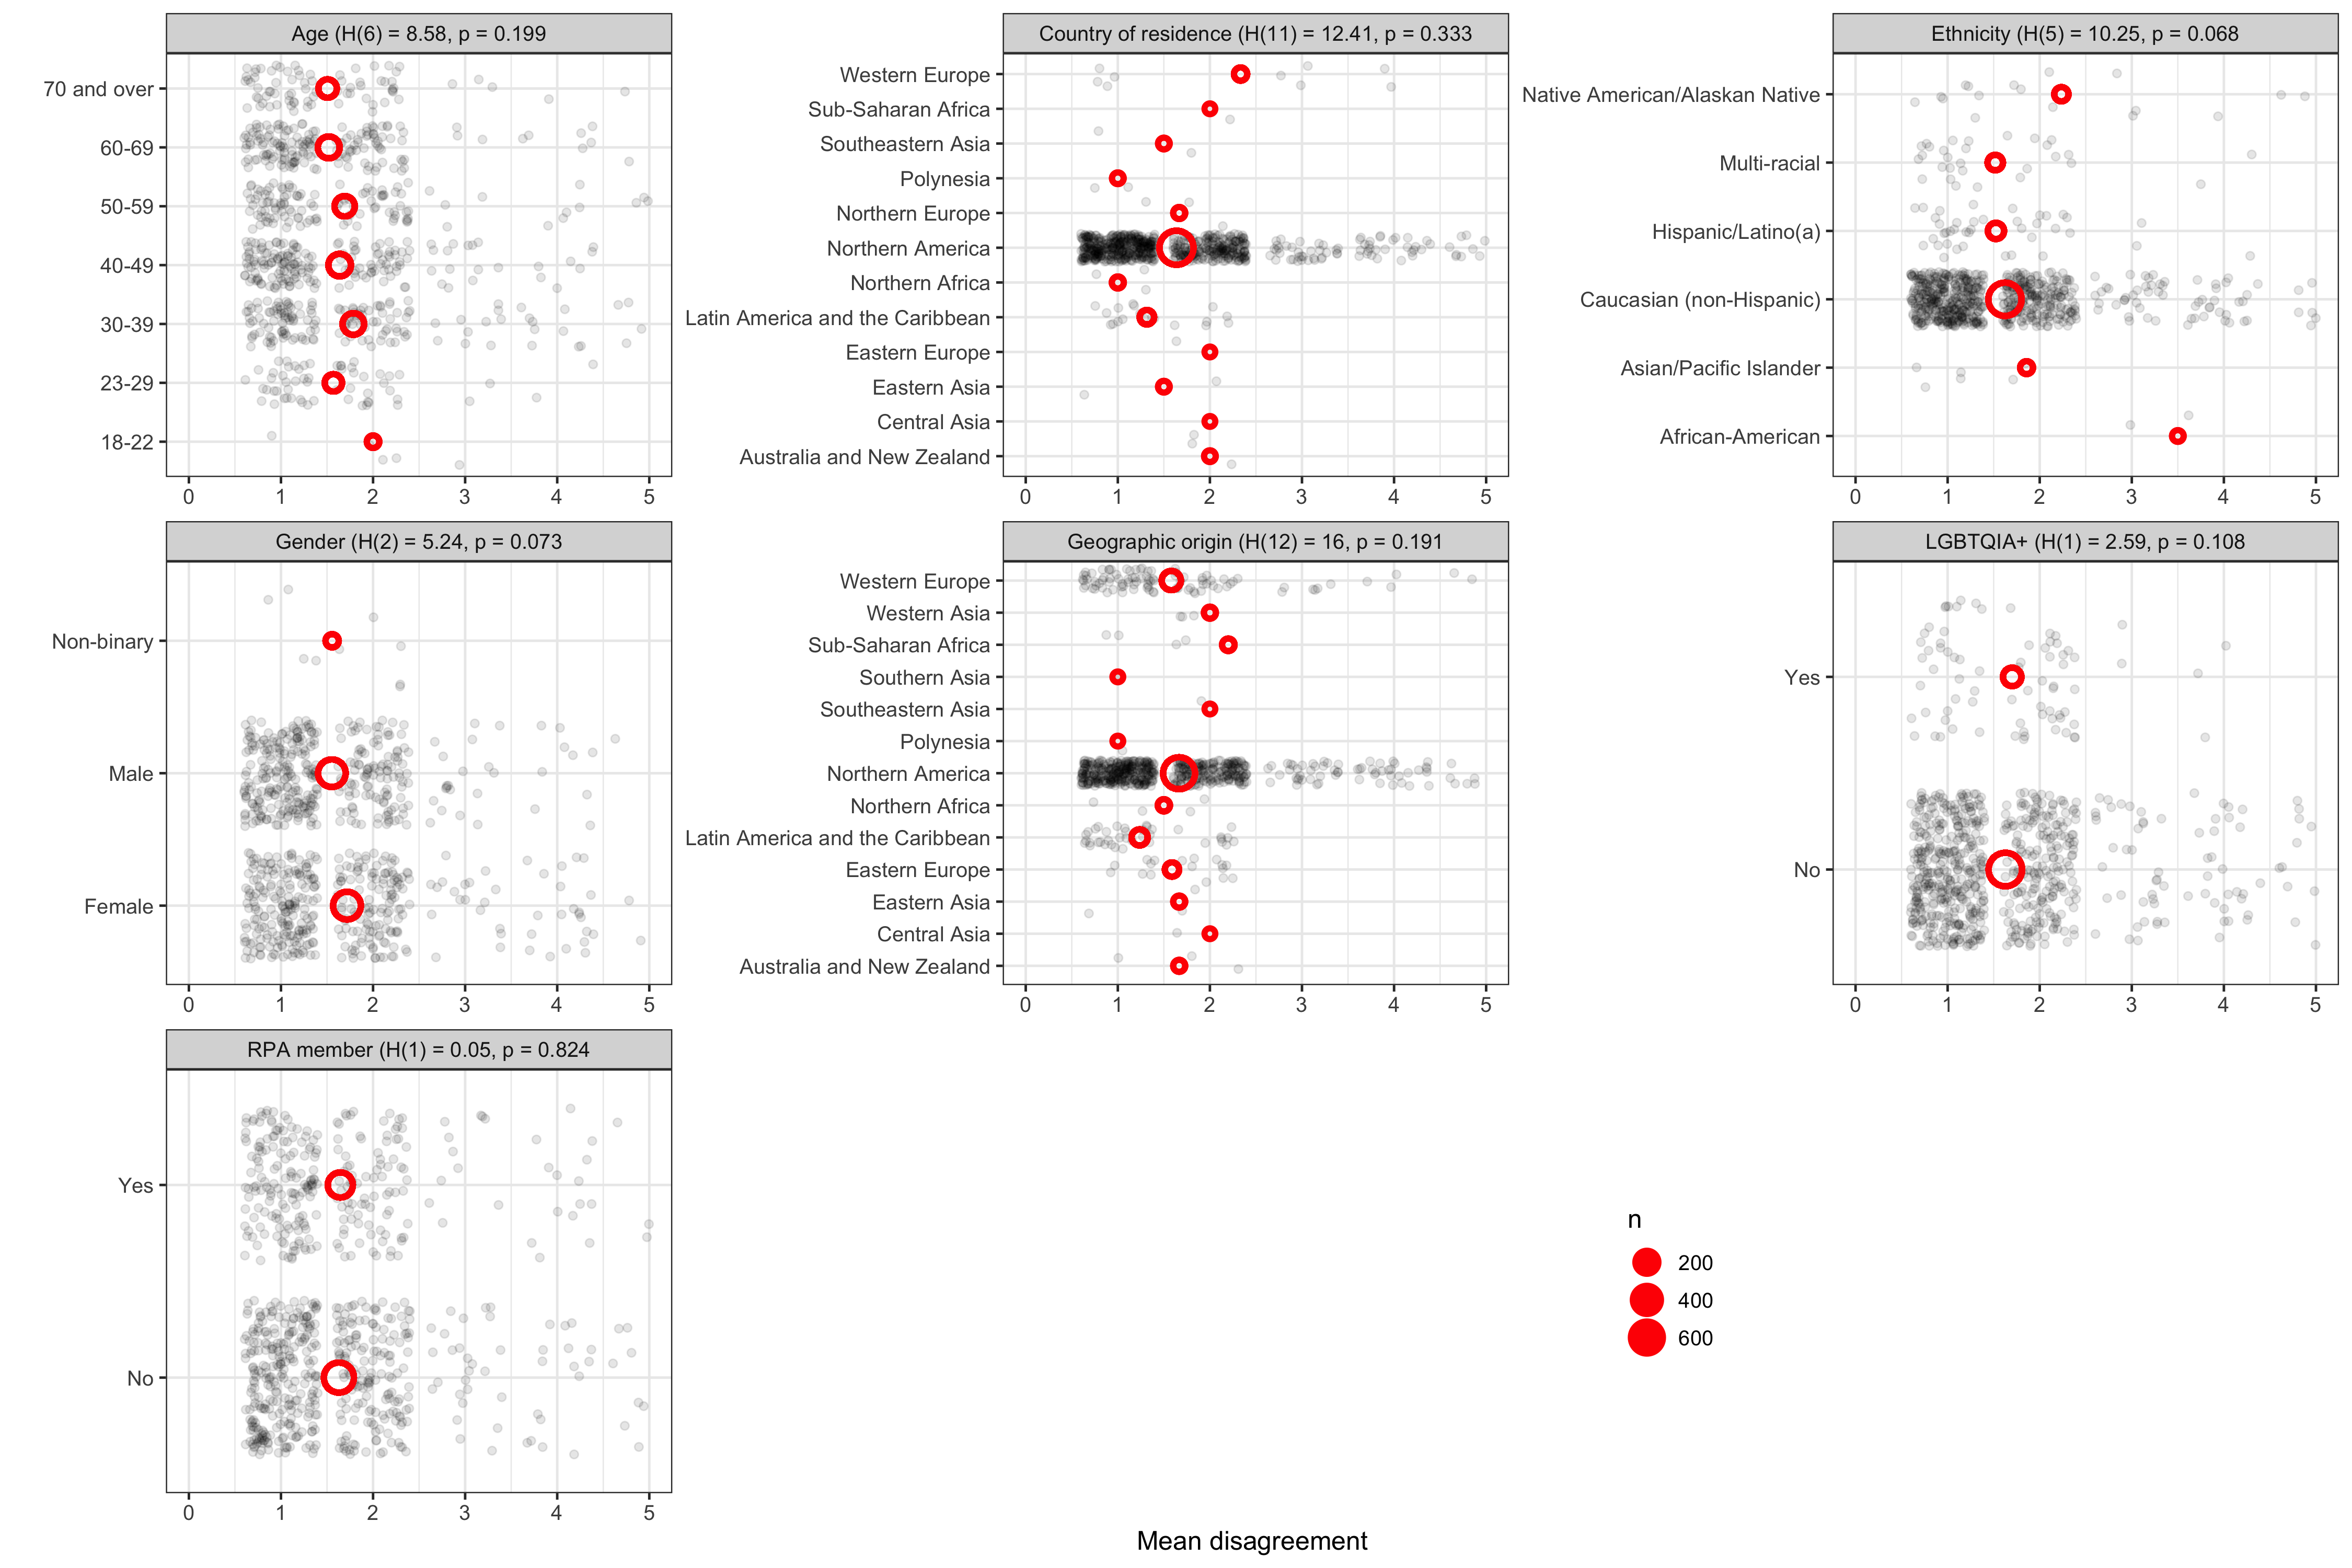 Age (H(6) = 8.58, p = 0.199
70 and over
60-69
50-59
40-49
30-39
23-29
18-22
0 1 2 3 4 5
Country of residence (H(11) = 12.41, p = 0.333
Western Europe
Sub-Saharan Africa
Southeastern Asia
Polynesia
Northern Europe
Northern America
Northern Africa
Latin America and the Caribbean
Eastern Europe
Eastern Asia
Central Asia
Australia and New Zealand
0 1 2 3 4 5
Ethnicity (H(5) = 10.25, p = 0.068
Native American/Alaskan Native
Multi-racial
Hispanic/Latino(a)
Caucasian (non-Hispanic)
Asian/Pacific Islander
African-American
0 1 2 3 4 5
Gender (H(2) = 5.24, p = 0.073
Non-binary
Male
Female
0 1 2 3 4 5
Geographic origin (H(12) = 16, p = 0.191
Western Europe
Western Asia
Sub-Saharan Africa
Southern Asia
Southeastern Asia
Polynesia
Northern America
Northern Africa
Latin America and the Caribbean
Eastern Europe
Eastern Asia
Central Asia
Australia and New Zealand
0 1 2 3 4 5
LGBTQIA+ (H(1) = 2.59, p = 0.108
Yes
No
0 1 2 3 4 5
RPA member (H(1) = 0.05, p = 0.824
Yes
No
0 1 2 3 4 5
n
200
400
600
Mean disagreement